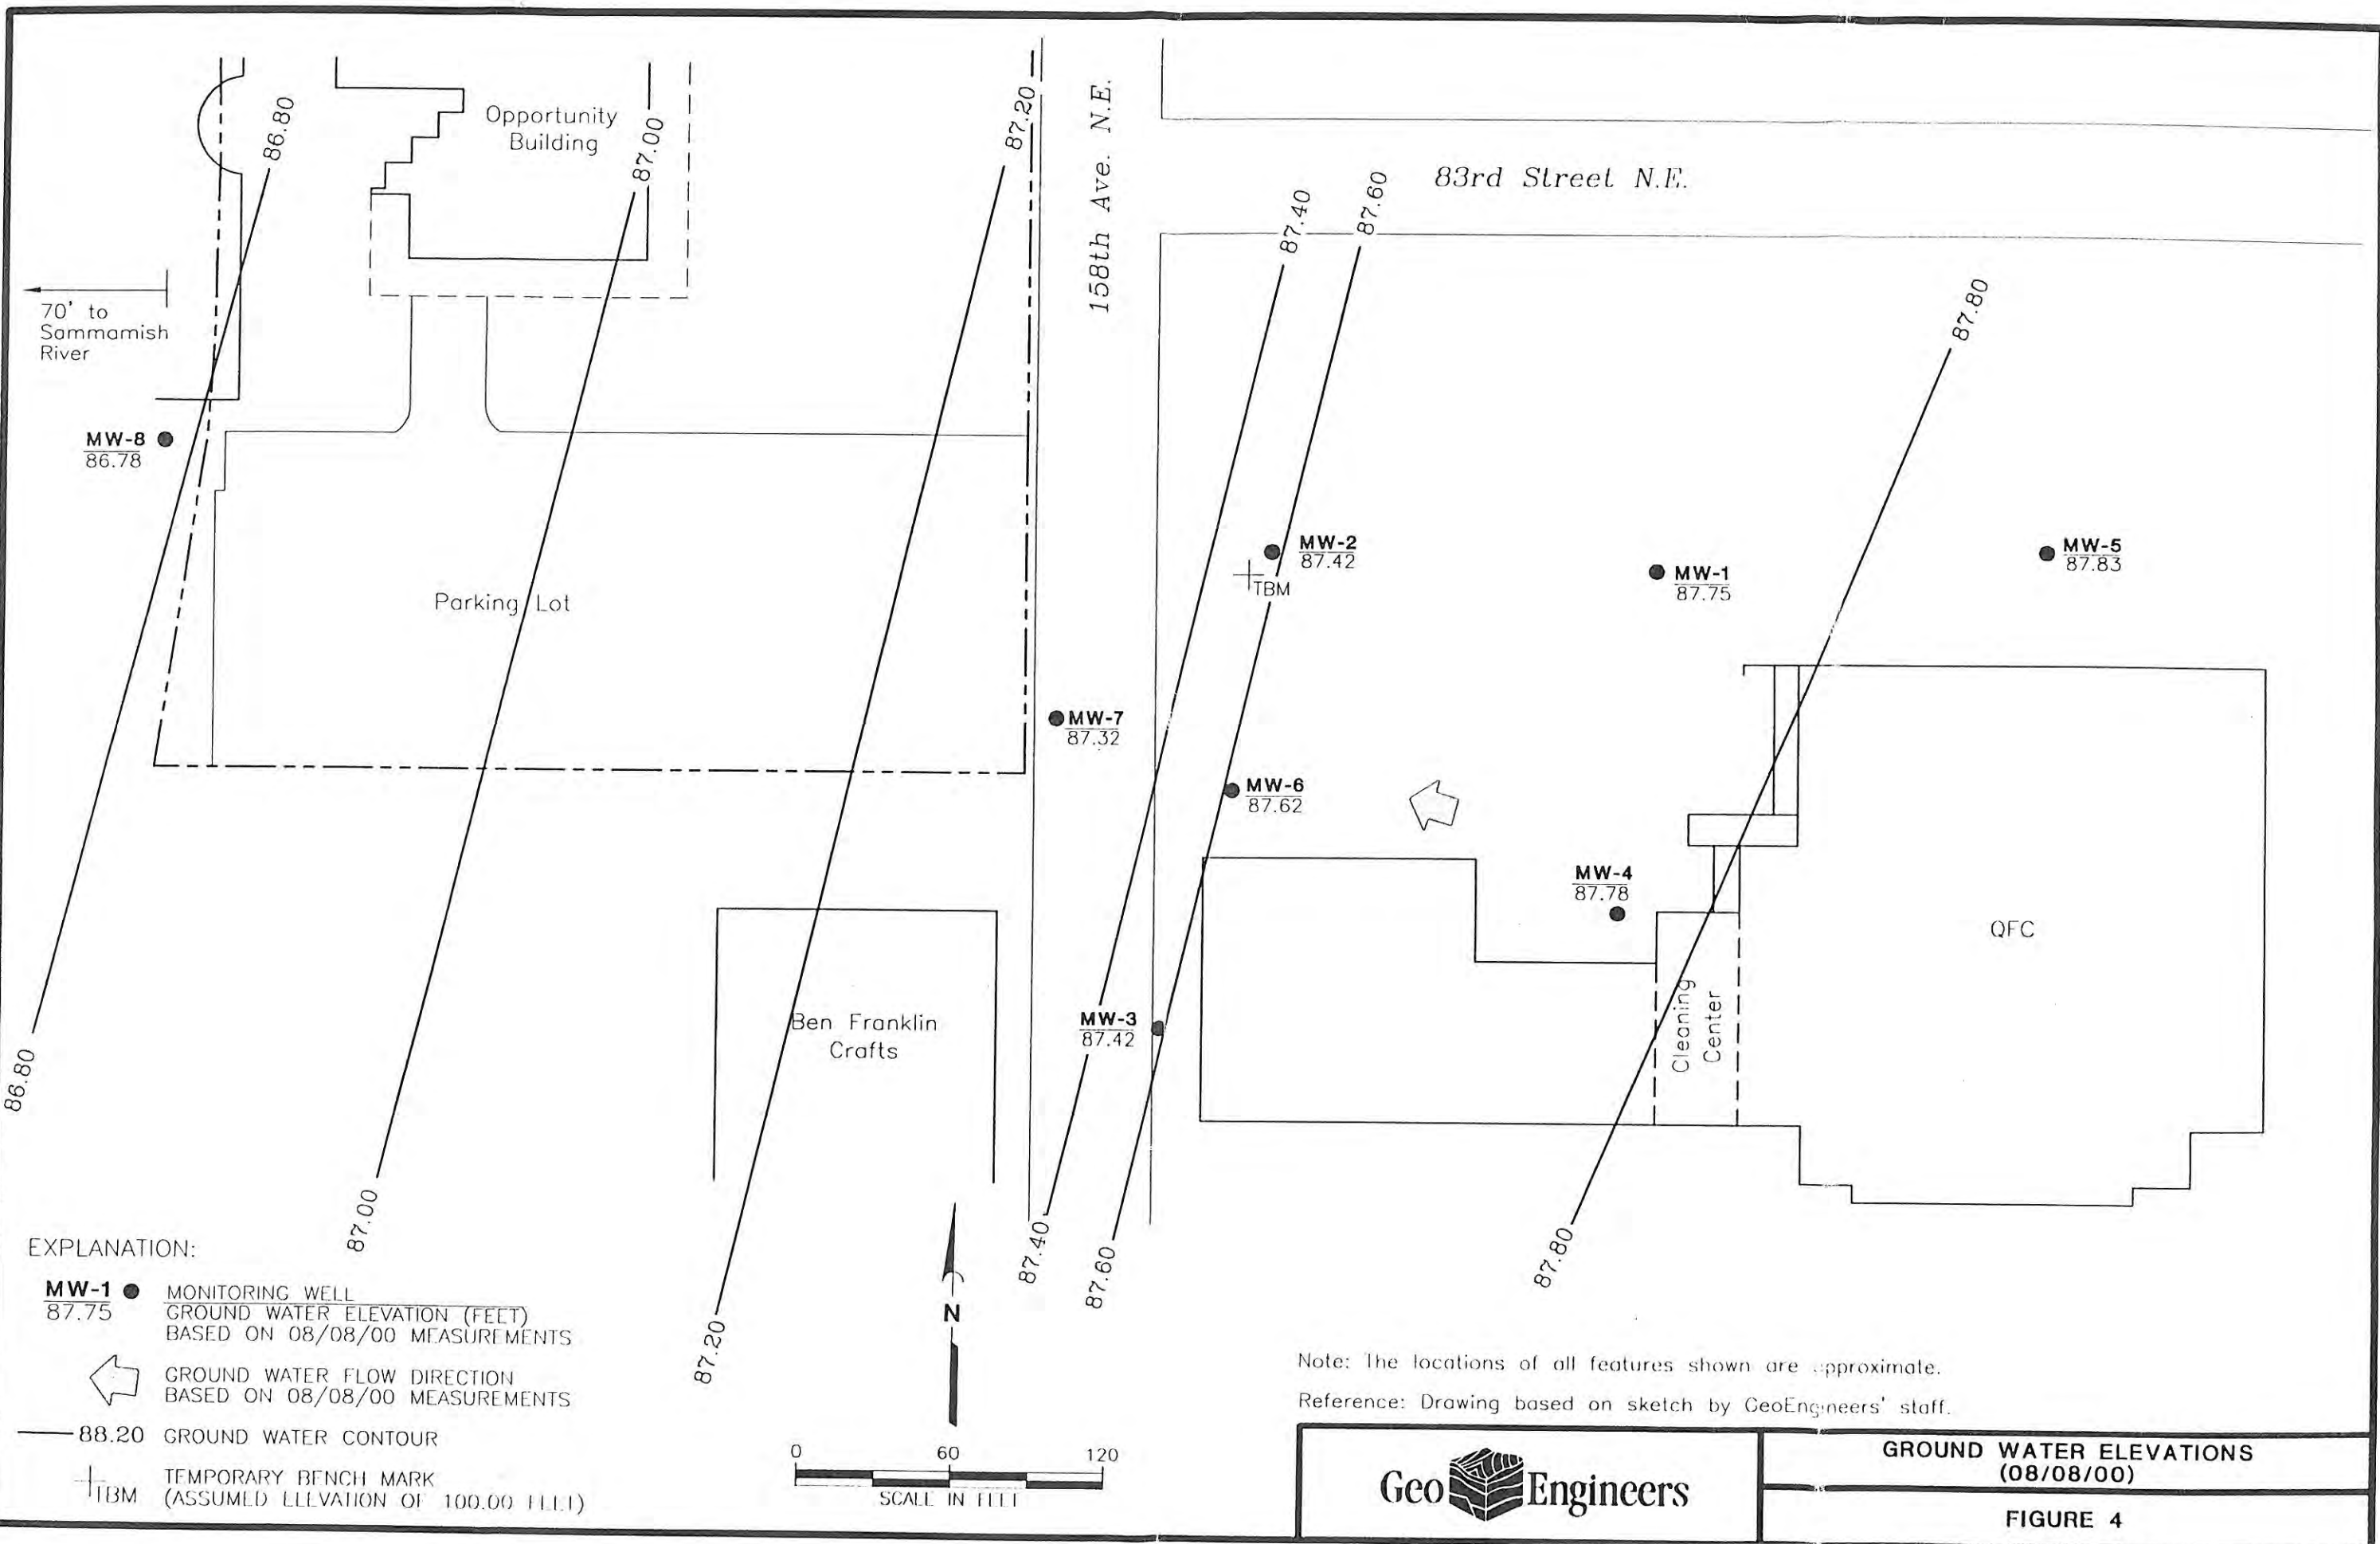 86.80
Opportunity
Building
87.00
87.20
158th Ave. N.E.
87.40
87.60
83rd Street N.E.
87.80
70' to
Sammamish
River
MW-8
86.78
MW-2
87.42
TBM
MW-1
87.75
MW-5
87.83
Parking Lot
MW-7
87.32
MW-6
87.62
MW-4
87.78
QFC
MW-3
87.42
Ben Franklin
Crafts
Cleaning
Center
86.80
87.00
87.20
87.40
87.60
87.80
EXPLANATION:
MW-1
87.75
MONITORING WELL
GROUND WATER ELEVATION (FEET)
BASED ON 08/08/00 MEASUREMENTS
GROUND WATER FLOW DIRECTION
BASED ON 08/08/00 MEASUREMENTS
88.20 GROUND WATER CONTOUR
TBM
TEMPORARY BENCH MARK
(ASSUMED ELEVATION OF 100.00 FEET)
N
0 60 120
SCALE IN FEET
Note: The locations of all features shown are approximate.
Reference: Drawing based on sketch by GeoEngineers' staff.
Geo Engineers
GROUND WATER ELEVATIONS
(08/08/00)
FIGURE 4